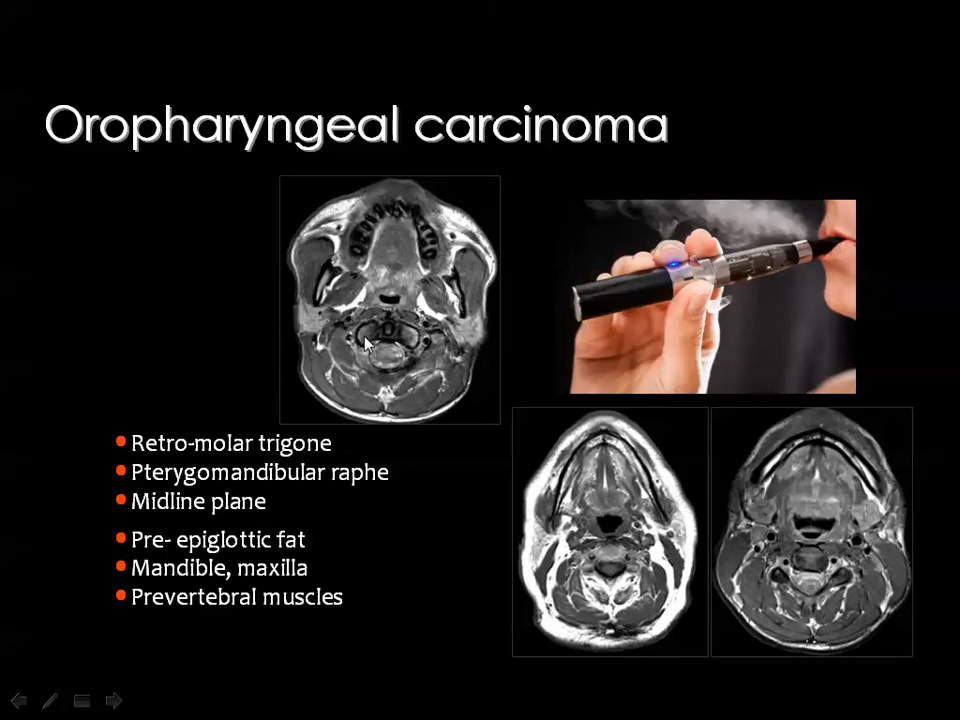 Oropharyngeal carcinoma
Retro-molar trigone
Pterygomandibular raphe
Midline plane
Pre- epiglottic fat
Mandible, maxilla
Prevertebral muscles